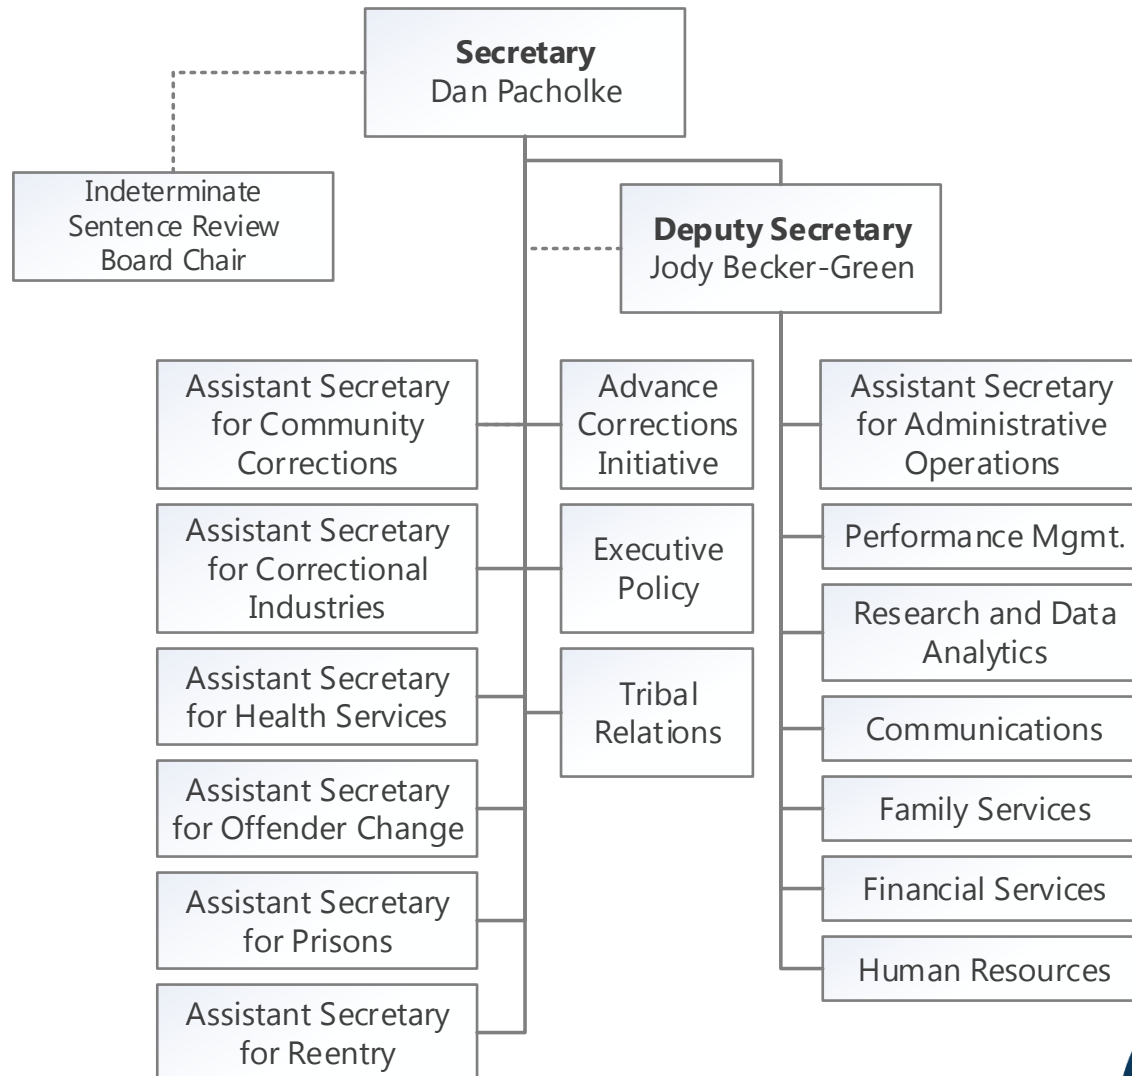 Secretary
Dan Pacholke
Indeterminate
Sentence Review
Board Chair
Deputy Secretary
Jody Becker-Green
Assistant Secretary
for Community
Corrections
Advance
Corrections
Initiative
Assistant Secretary
for Administrative
Operations
Assistant Secretary
for Correctional
Industries
Executive
Policy
Performance Mgmt.
Research and Data
Analytics
Assistant Secretary
for Health Services
Tribal
Relations
Communications
Assistant Secretary
for Offender Change
Family Services
Assistant Secretary
for Prisons
Financial Services
Human Resources
Assistant Secretary
for Reentry